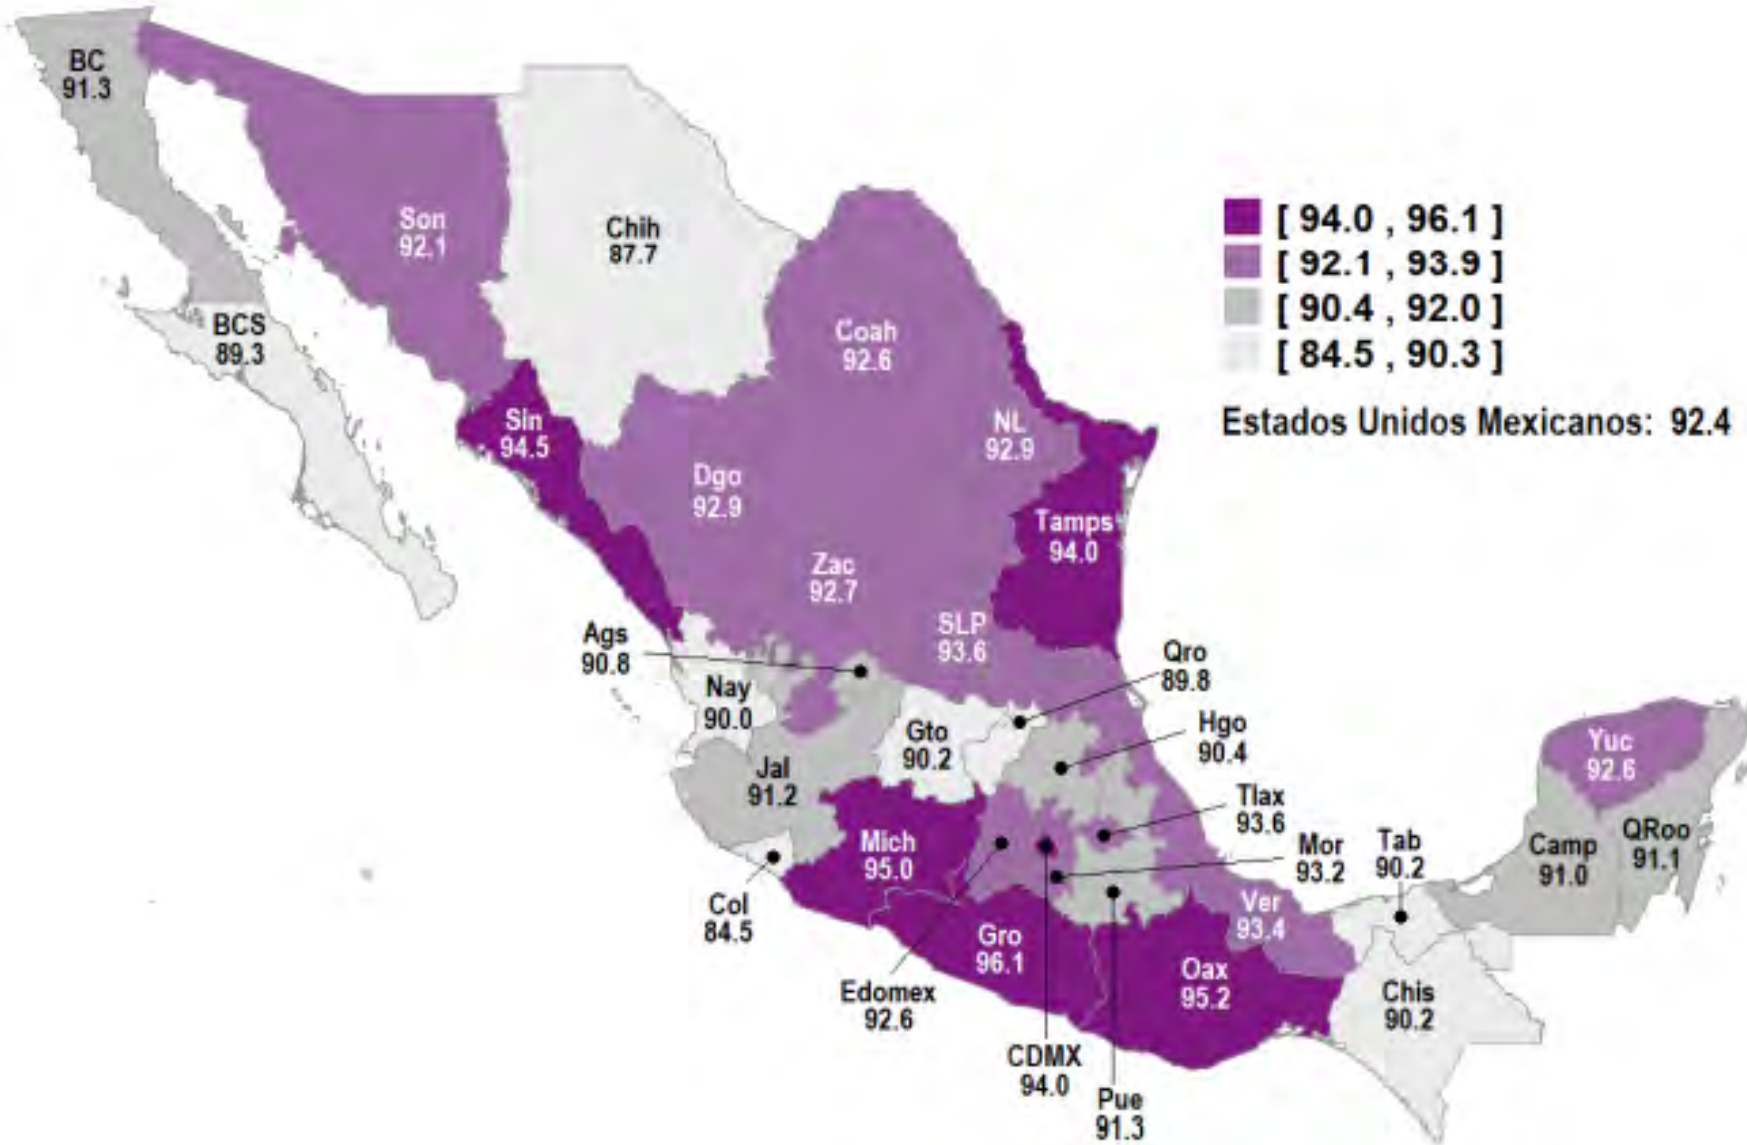 BC
91.3
Son
92.1
Chih
87.7
[ 94.0 , 96.1 ]
[ 92.1 , 93.9 ]
[ 90.4 , 92.0 ]
[ 84.5 , 90.3 ]
Estados Unidos Mexicanos: 92.4
BCS
89.3
Coah
92.6
Sin
94.5
NL
92.9
Dgo
92.9
Tamps
94.0
Zac
92.7
SLP
93.6
Ags
90.8
Qro
89.8
Nay
90.0
Hgo
90.4
Gto
90.2
Yuc
92.6
Jal
91.2
Tlax
93.6
Mich
95.0
Mor
93.2
Tab
90.2
Camp
91.0
QRoo
91.1
Col
84.5
Ver
93.4
Gro
96.1
Oax
95.2
Edomex
92.6
Chis
90.2
CDMX
94.0
Pue
91.3